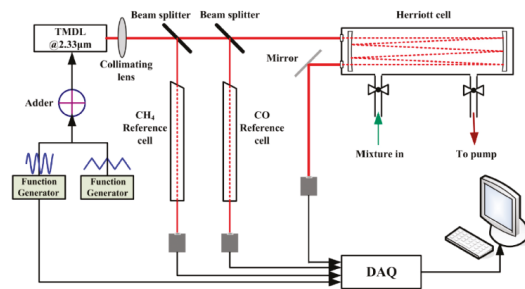 Beam splitter
Beam splitter
Herriott cell
TMDL
@2.33μm
Collimating
lens
Mirror
Adder
CH₄
Reference
cell
CO
Reference
cell
Mixture in
To pump
Function
Generator
Function
Generator
DAQ